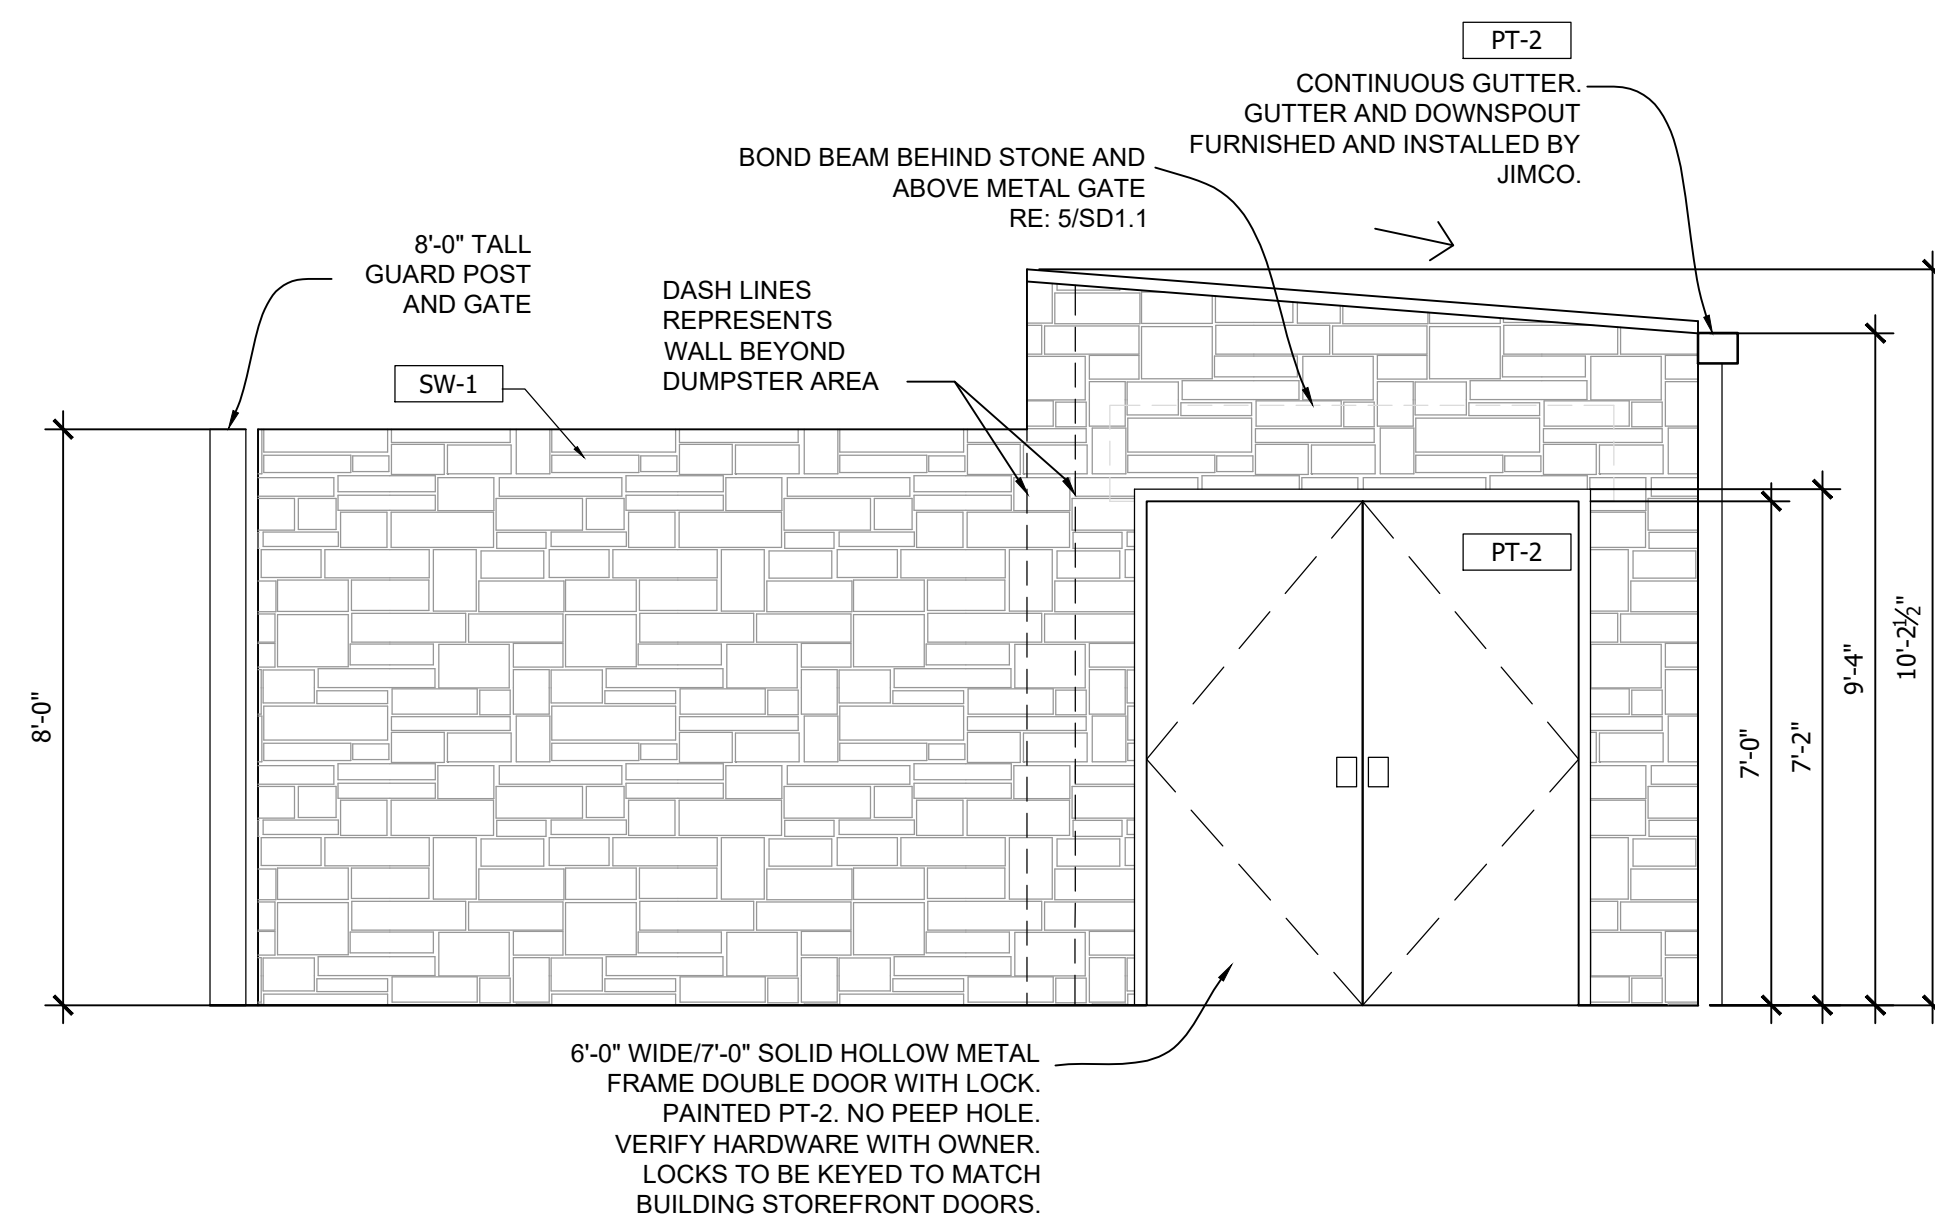 PT-2
CONTINUOUS GUTTER.
GUTTER AND DOWNSPOUT
FURNISHED AND INSTALLED BY
JIMCO.
BOND BEAM BEHIND STONE AND
ABOVE METAL GATE
RE: 5/SD1.1
8'-0" TALL
GUARD POST
AND GATE
DASH LINES
REPRESENTS
WALL BEYOND
DUMPSTER AREA
SW-1
PT-2
8'-0"
7'-0"
7'-2"
9'-4"
10'-2½"
6'-0" WIDE/7'-0" SOLID HOLLOW METAL
FRAME DOUBLE DOOR WITH LOCK.
PAINTED PT-2. NO PEEP HOLE.
VERIFY HARDWARE WITH OWNER.
LOCKS TO BE KEYED TO MATCH
BUILDING STOREFRONT DOORS.